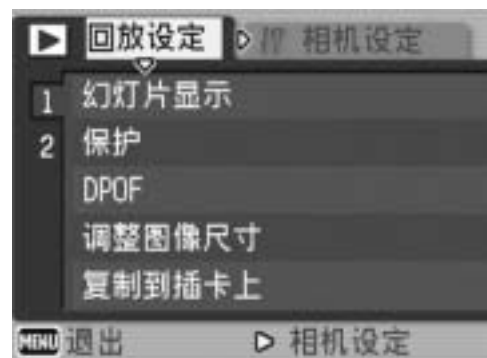 回放设定 相机设定
1 幻灯片显示
2 保护
DPOF
调整图像尺寸
复制到插卡上
MENU 退出 相机设定